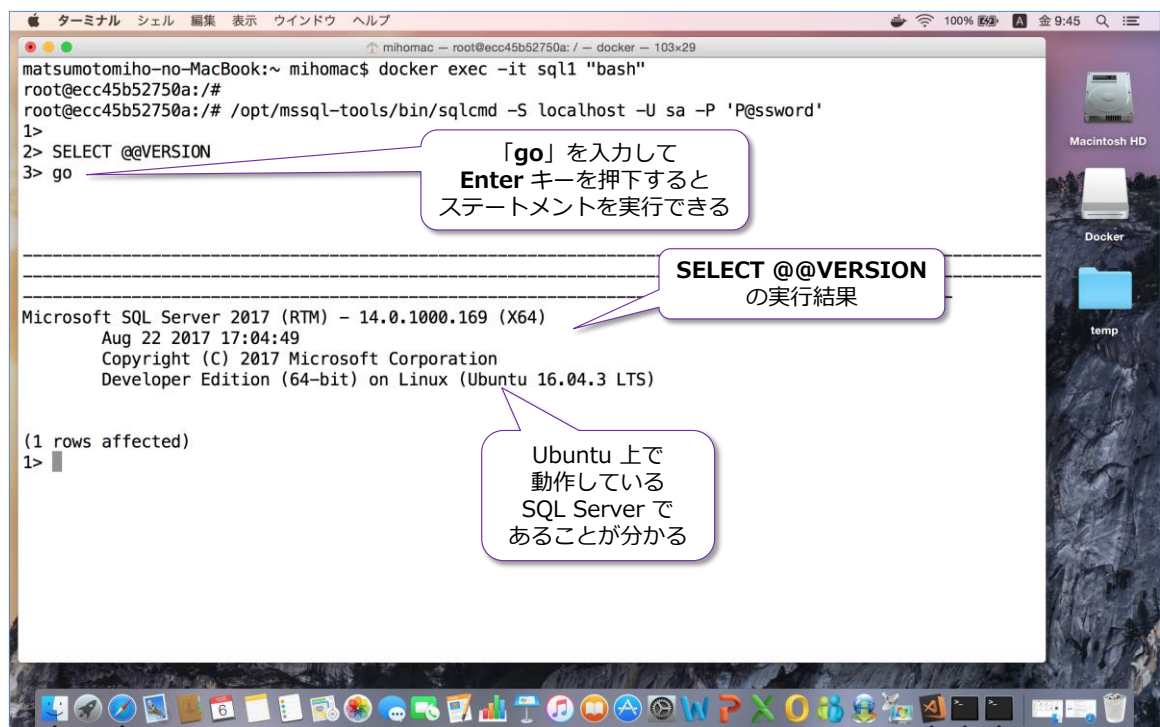 ターミナル シェル 編集 表示 ウインドウ ヘルプ 100% A 金 9:45
mihomac — root@ecc45b52750a: / — docker — 103×29
matsumotomiho-no-MacBook:~ mihomac$ docker exec -it sql1 "bash"
root@ecc45b52750a:/#
root@ecc45b52750a:/# /opt/mssql-tools/bin/sqlcmd -S localhost -U sa -P 'P@ssword'
1>
2> SELECT @@VERSION
3> go
「go」を入力して
Enter キーを押下すると
ステートメントを実行できる
SELECT @@VERSION
の実行結果
Microsoft SQL Server 2017 (RTM) - 14.0.1000.169 (X64)
Aug 22 2017 17:04:49
Copyright (C) 2017 Microsoft Corporation
Developer Edition (64-bit) on Linux (Ubuntu 16.04.3 LTS)
(1 rows affected)
1>
Ubuntu 上で
動作している
SQL Server で
あることが分かる
Macintosh HD
Docker
temp
6